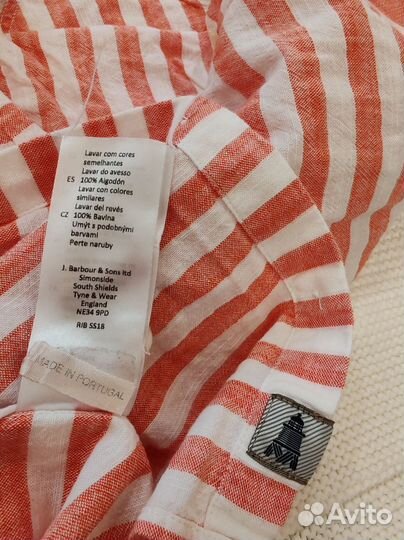 Lavar com cores
semelhantes
Lavar do avesso
ES 100% Algodón
Lavar con colores
similares
Lavar del revés
CZ 100% Bavlna
Umýt s podobnými
barvami
Perte naruby
J. Barbour & Sons ltd
Simonside
South Shields
Tyne & Wear
England
NE34 9PD
RIB SS18
MADE IN PORTUGAL
Avito